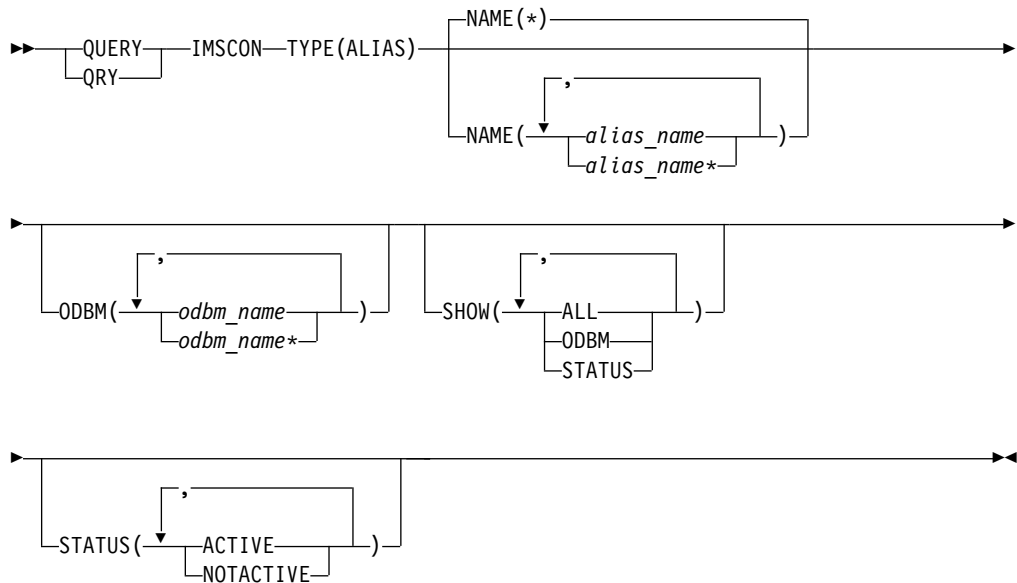 NAME(*)
QUERY IMSCON TYPE(ALIAS)
QRY
,
NAME( alias_name )
alias_name*
, ,
ODBM( odbm_name ) SHOW( ALL )
odbm_name* ODBM
STATUS
,
STATUS( ACTIVE )
NOTACTIVE